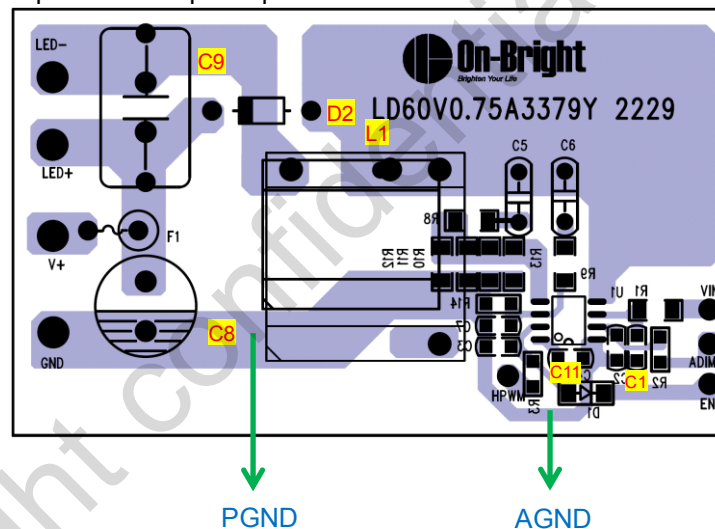 LED-
C9
On-Bright
Brighten Your Life
D2
LD60V0.75A3379Y 2229
L1
C5
C6
LED+
F1
V+
R8
R12
R11
R10
R13
R9
U1
R1
VIN
R14
C7
C3
C8
GND
ADIM
C11
C2
C1
R2
HPWM
R3
D1
EN
PGND
AGND
ght confidential